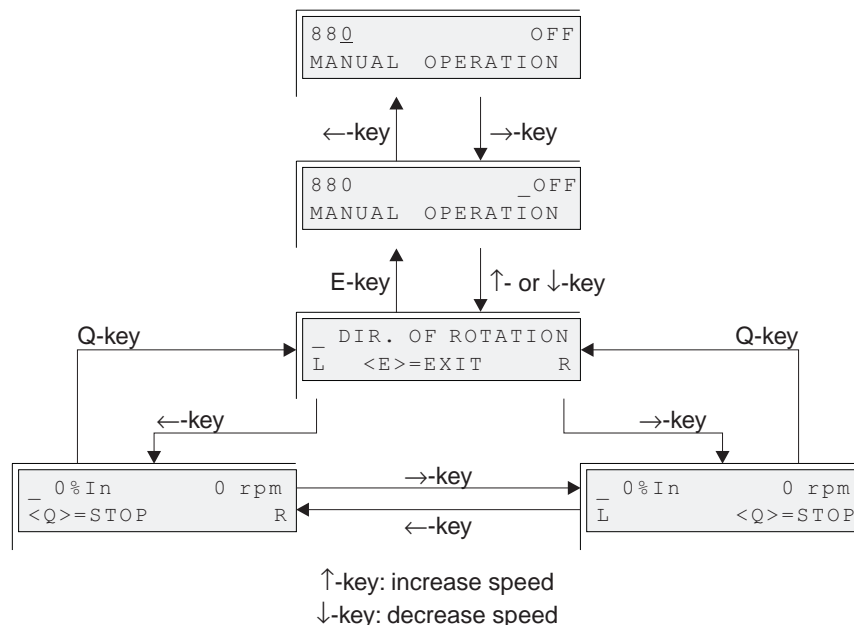 880 OFF
MANUAL OPERATION
←-key →-key
880 _OFF
MANUAL OPERATION
E-key ↑- or ↓-key
_ DIR. OF ROTATION
L <E>=EXIT R
Q-key Q-key
←-key →-key
_ 0%In 0 rpm
<Q>=STOP R
→-key
←-key
_ 0%In 0 rpm
L <Q>=STOP
↑-key: increase speed
↓-key: decrease speed